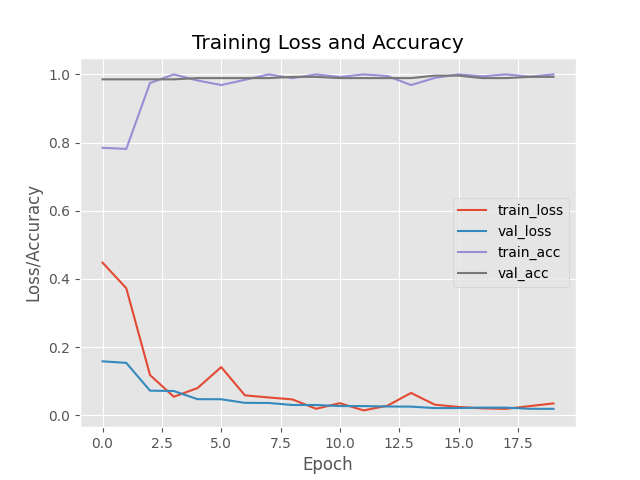 Training Loss and Accuracy
Loss/Accuracy
1.0
0.8
0.6
0.4
0.2
0.0
train_loss
val_loss
train_acc
val_acc
0.0 2.5 5.0 7.5 10.0 12.5 15.0 17.5
Epoch